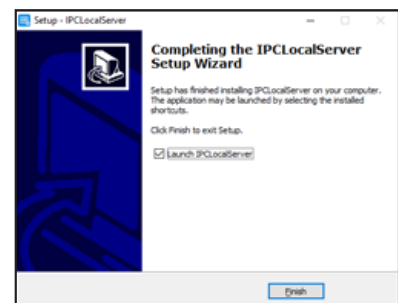 Setup - IPCLocalServer
Completing the IPCLocalServer
Setup Wizard
Setup has finished installing IPCLocalServer on your computer.
The application may be launched by selecting the installed
shortcuts.
Click Finish to exit Setup.
Launch IPCLocalServer
Finish